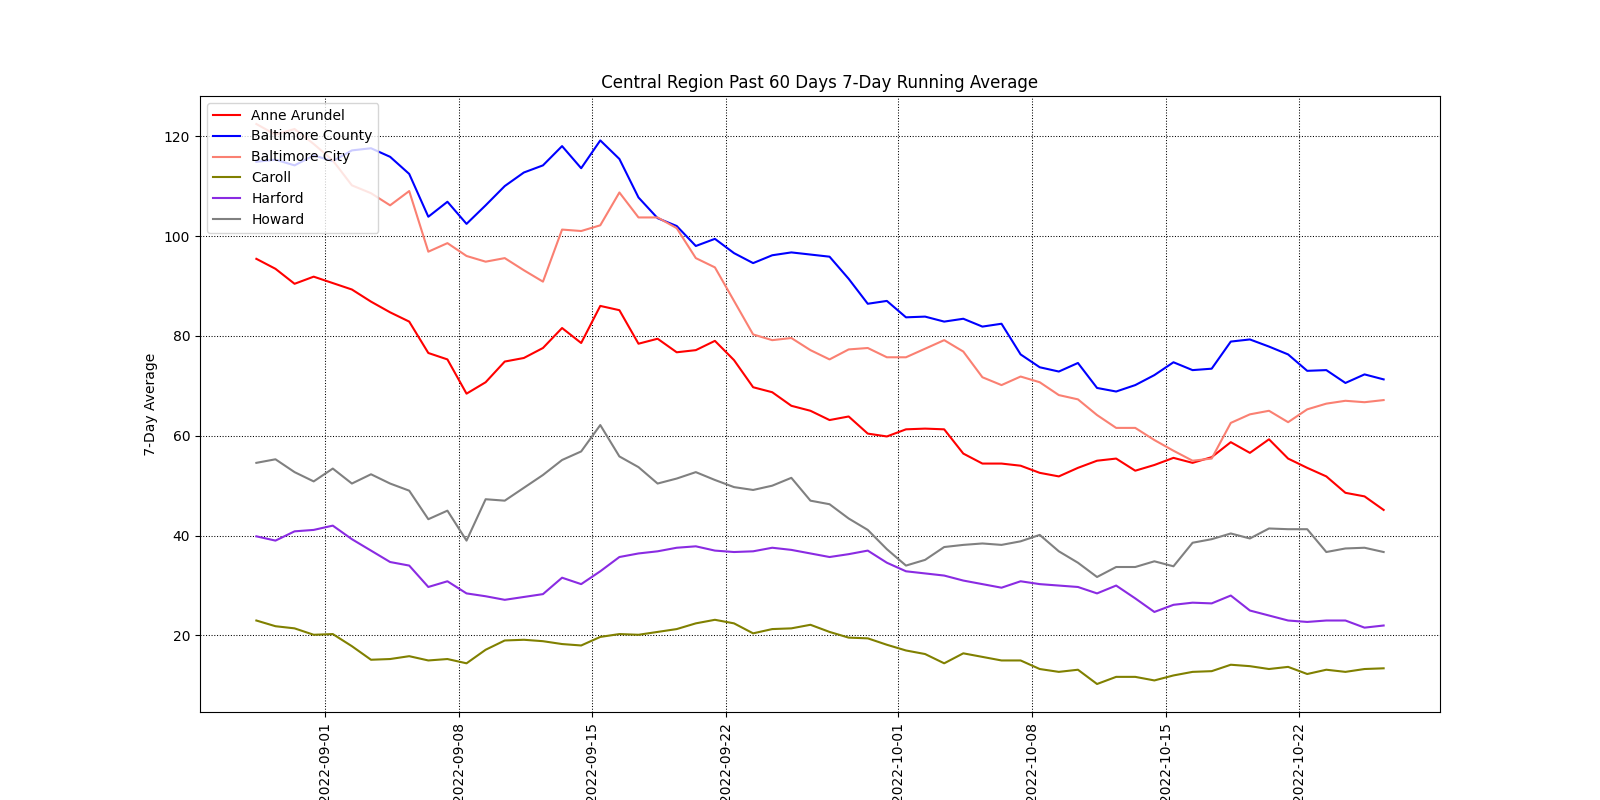 Central Region Past 60 Days 7-Day Running Average
Anne Arundel
Baltimore County
Baltimore City
Caroll
Harford
Howard
7-Day Average
120
100
80
60
40
20
2022-09-01
2022-09-08
2022-09-15
2022-09-22
2022-10-01
2022-10-08
2022-10-15
2022-10-22